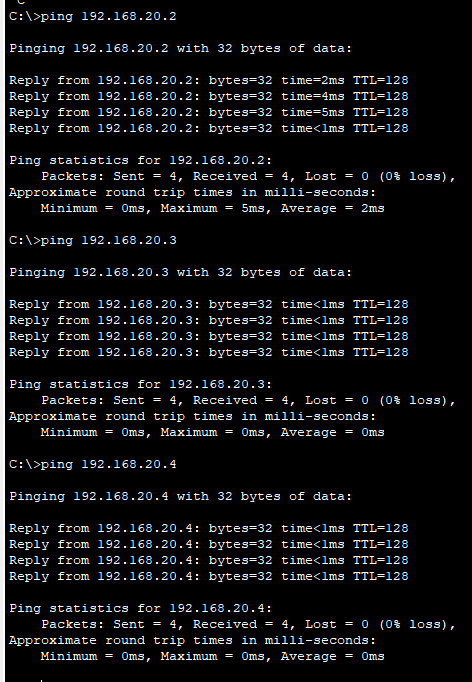 C:\>ping 192.168.20.2
Pinging 192.168.20.2 with 32 bytes of data:
Reply from 192.168.20.2: bytes=32 time=2ms TTL=128
Reply from 192.168.20.2: bytes=32 time=4ms TTL=128
Reply from 192.168.20.2: bytes=32 time=5ms TTL=128
Reply from 192.168.20.2: bytes=32 time<1ms TTL=128
Ping statistics for 192.168.20.2:
    Packets: Sent = 4, Received = 4, Lost = 0 (0% loss),
Approximate round trip times in milli-seconds:
    Minimum = 0ms, Maximum = 5ms, Average = 2ms
C:\>ping 192.168.20.3
Pinging 192.168.20.3 with 32 bytes of data:
Reply from 192.168.20.3: bytes=32 time<1ms TTL=128
Reply from 192.168.20.3: bytes=32 time<1ms TTL=128
Reply from 192.168.20.3: bytes=32 time<1ms TTL=128
Reply from 192.168.20.3: bytes=32 time<1ms TTL=128
Ping statistics for 192.168.20.3:
    Packets: Sent = 4, Received = 4, Lost = 0 (0% loss),
Approximate round trip times in milli-seconds:
    Minimum = 0ms, Maximum = 0ms, Average = 0ms
C:\>ping 192.168.20.4
Pinging 192.168.20.4 with 32 bytes of data:
Reply from 192.168.20.4: bytes=32 time<1ms TTL=128
Reply from 192.168.20.4: bytes=32 time<1ms TTL=128
Reply from 192.168.20.4: bytes=32 time<1ms TTL=128
Reply from 192.168.20.4: bytes=32 time<1ms TTL=128
Ping statistics for 192.168.20.4:
    Packets: Sent = 4, Received = 4, Lost = 0 (0% loss),
Approximate round trip times in milli-seconds:
    Minimum = 0ms, Maximum = 0ms, Average = 0ms